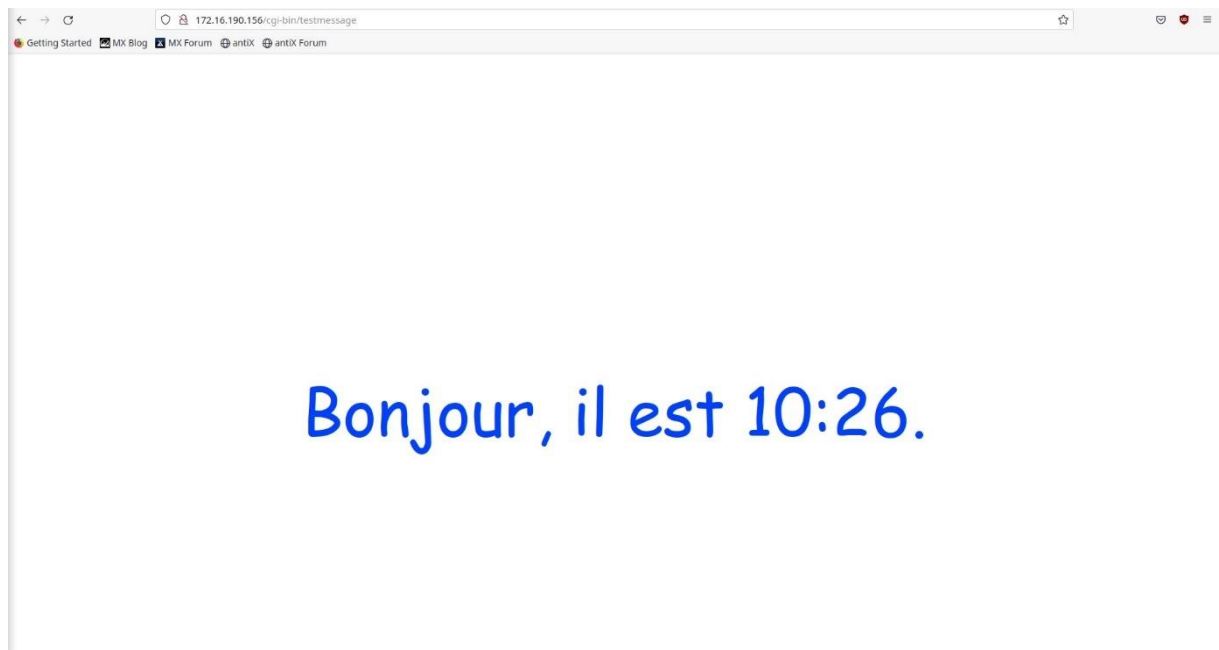 172.16.190.156/cgi-bin/testmessage
Getting Started MX Blog MX Forum antiX antiX Forum
Bonjour, il est 10:26.